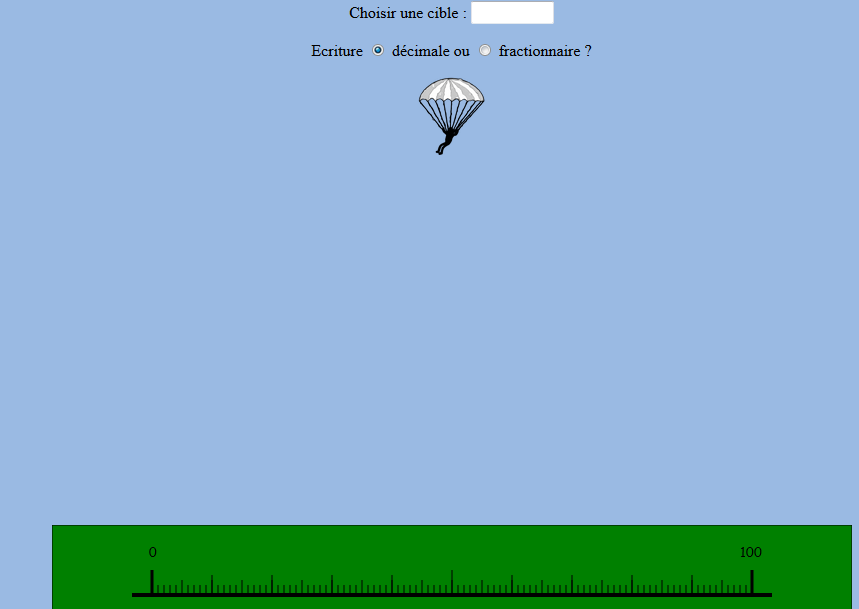 Choisir une cible :
Ecriture décimale ou fractionnaire ?
0 100